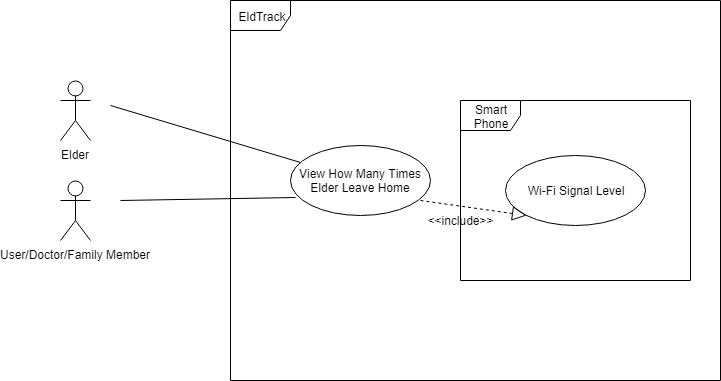 EldTrack
Smart
Phone
Elder
View How Many Times
Elder Leave Home
Wi-Fi Signal Level
<<include>>
User/Doctor/Family Member